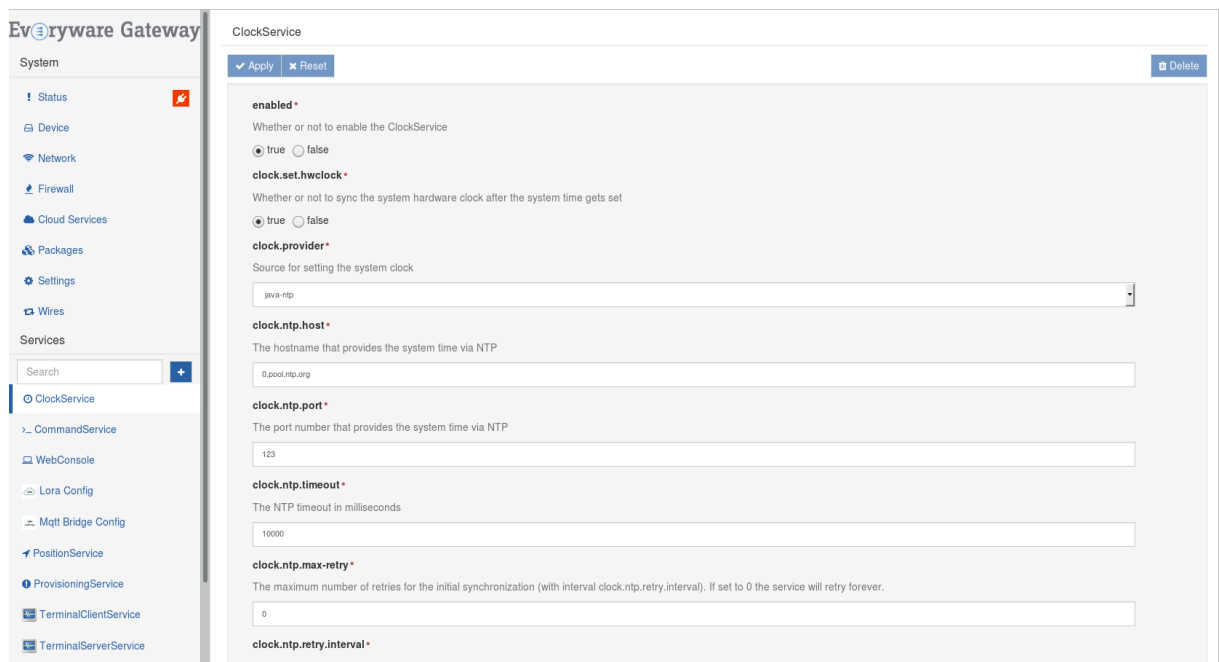 Everyware Gateway
System
Status
Device
Network
Firewall
Cloud Services
Packages
Settings
Wires
Services
Search
+
ClockService
CommandService
WebConsole
Lora Config
Mqtt Bridge Config
PositionService
ProvisioningService
TerminalClientService
TerminalServerService
ClockService
Apply Reset Delete
enabled*
Whether or not to enable the ClockService
true false
clock.set.hwclock*
Whether or not to sync the system hardware clock after the system time gets set
true false
clock.provider*
Source for setting the system clock
java-ntp
clock.ntp.host*
The hostname that provides the system time via NTP
0.pool.ntp.org
clock.ntp.port*
The port number that provides the system time via NTP
123
clock.ntp.timeout*
The NTP timeout in milliseconds
10000
clock.ntp.max-retry*
The maximum number of retries for the initial synchronization (with interval clock.ntp.retry.interval). If set to 0 the service will retry forever.
0
clock.ntp.retry.interval*